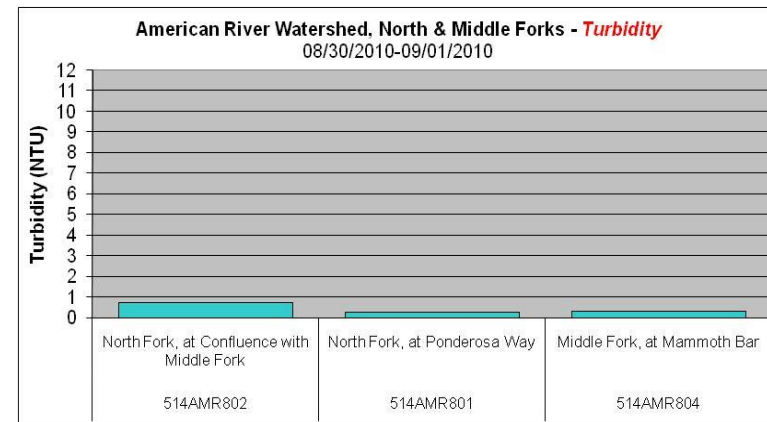 American River Watershed, North & Middle Forks - Turbidity
08/30/2010-09/01/2010
Turbidity (NTU)
12
11
10
9
8
7
6
5
4
3
2
1
0
North Fork, at Confluence with
Middle Fork
North Fork, at Ponderosa Way
Middle Fork, at Mammoth Bar
514AMR802
514AMR801
514AMR804